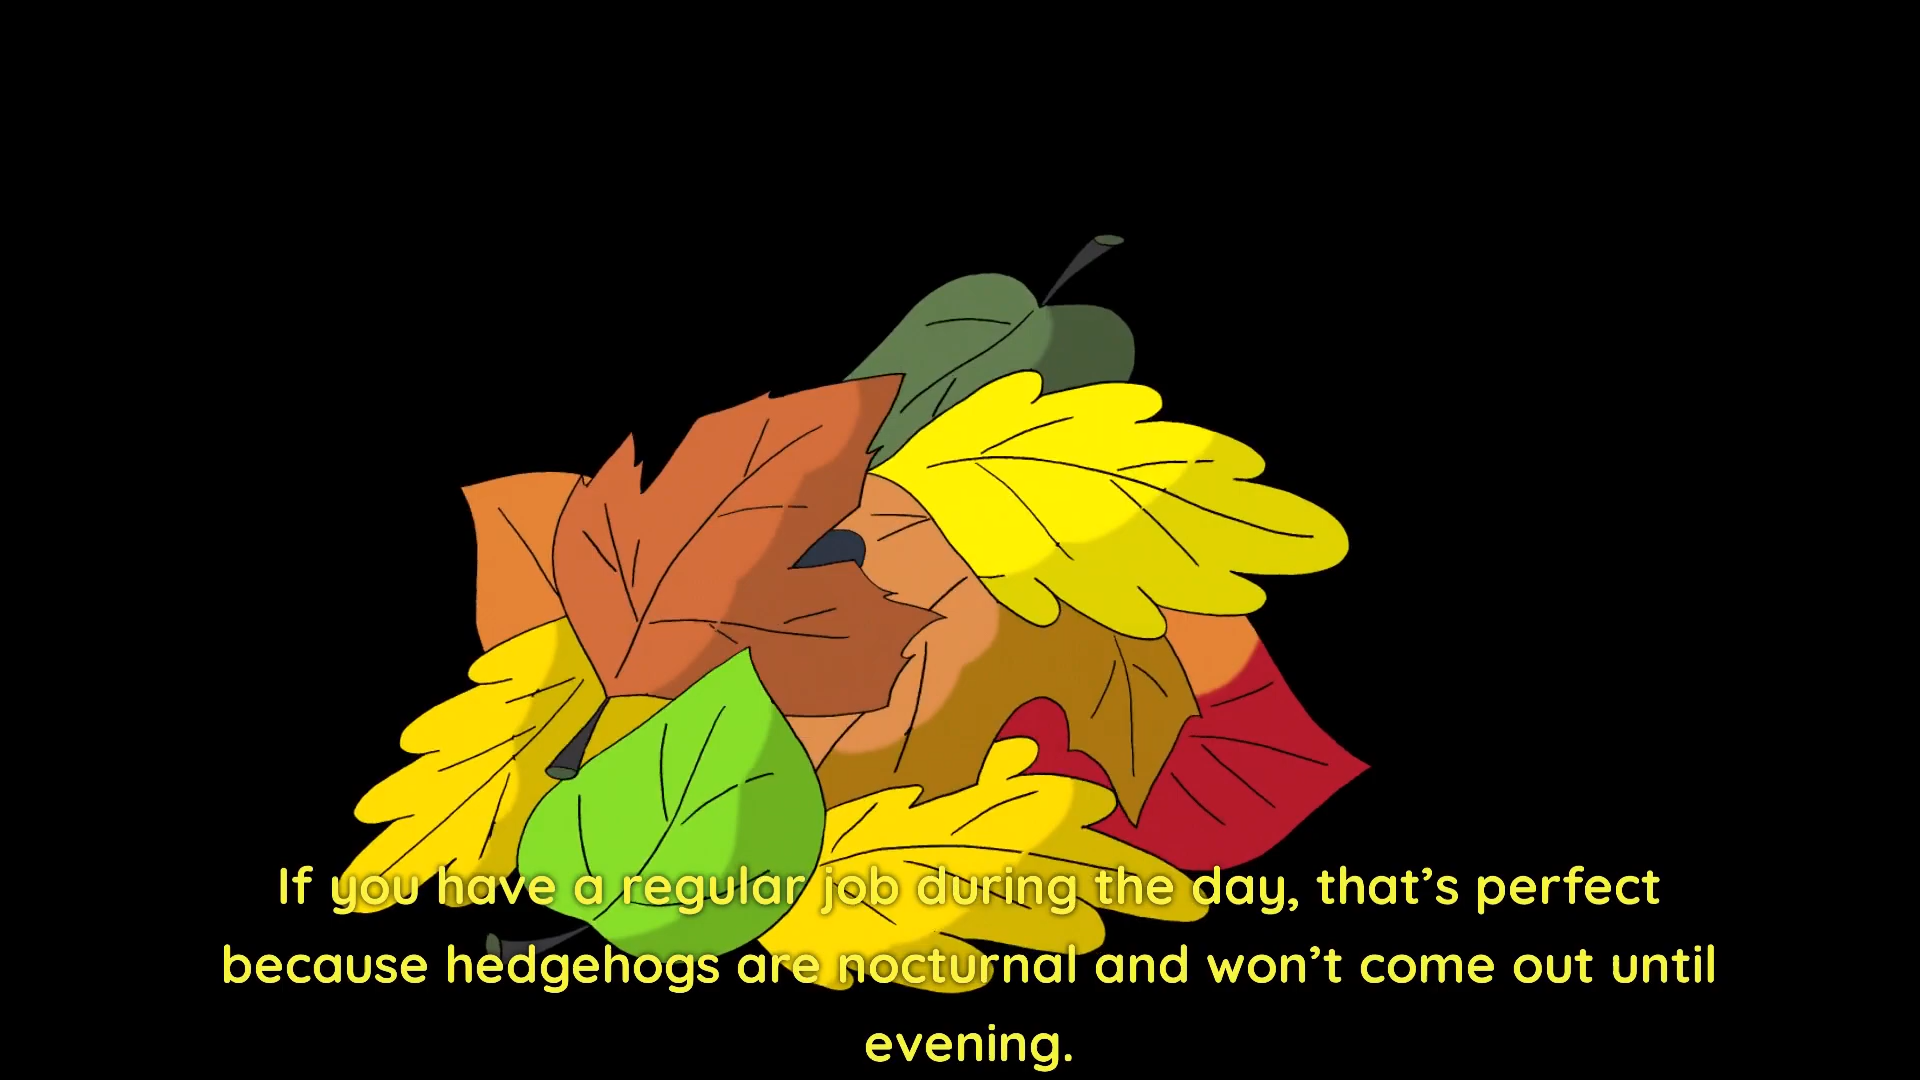 If you have a regular job during the day, that’s perfect
because hedgehogs are nocturnal and won’t come out until
evening.